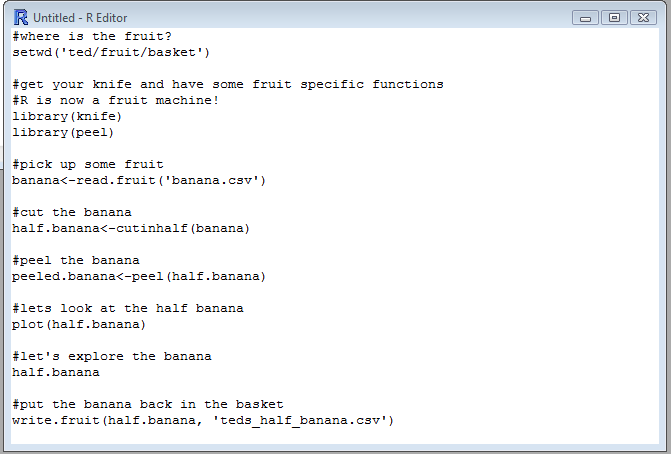 Untitled - R Editor
#where is the fruit?
setwd('ted/fruit/basket')
#get your knife and have some fruit specific functions
#R is now a fruit machine!
library(knife)
library(peel)
#pick up some fruit
banana<-read.fruit('banana.csv')
#cut the banana
half.banana<-cutinhalf(banana)
#peel the banana
peeled.banana<-peel(half.banana)
#lets look at the half banana
plot(half.banana)
#let's explore the banana
half.banana
#put the banana back in the basket
write.fruit(half.banana, 'teds_half_banana.csv')